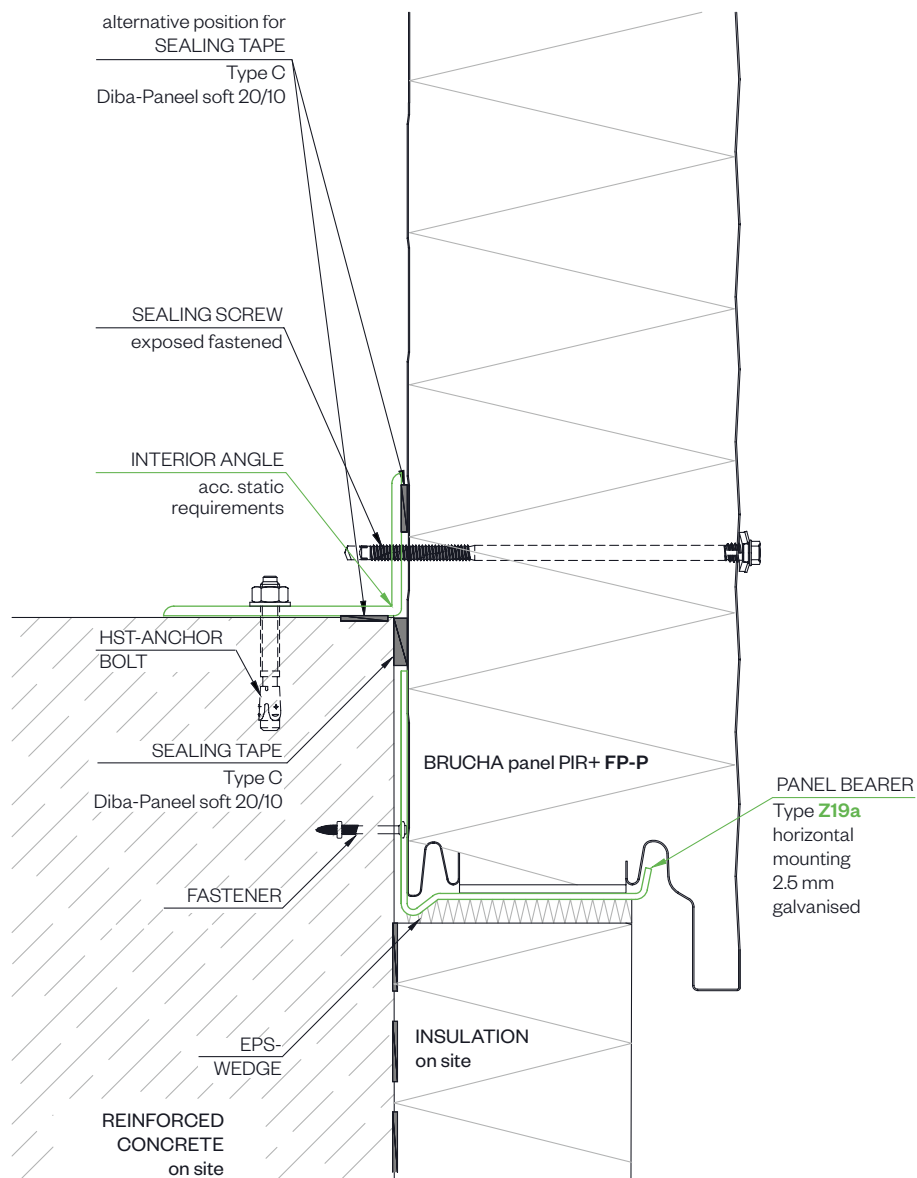 alternative position for
SEALING TAPE
Type C
Diba-Paneel soft 20/10
SEALING SCREW
exposed fastened
INTERIOR ANGLE
acc. static
requirements
HST-ANCHOR
BOLT
SEALING TAPE
Type C
Diba-Paneel soft 20/10
BRUCHA panel PIR+ FP-P
PANEL BEARER
Type Z19a
horizontal
mounting
2.5 mm
galvanised
FASTENER
EPS-
WEDGE
INSULATION
on site
REINFORCED
CONCRETE
on site